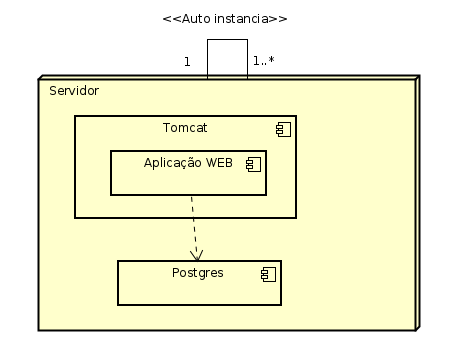 <<Auto instancia>>
1
1..*
Servidor
Tomcat
Aplicação WEB
Postgres